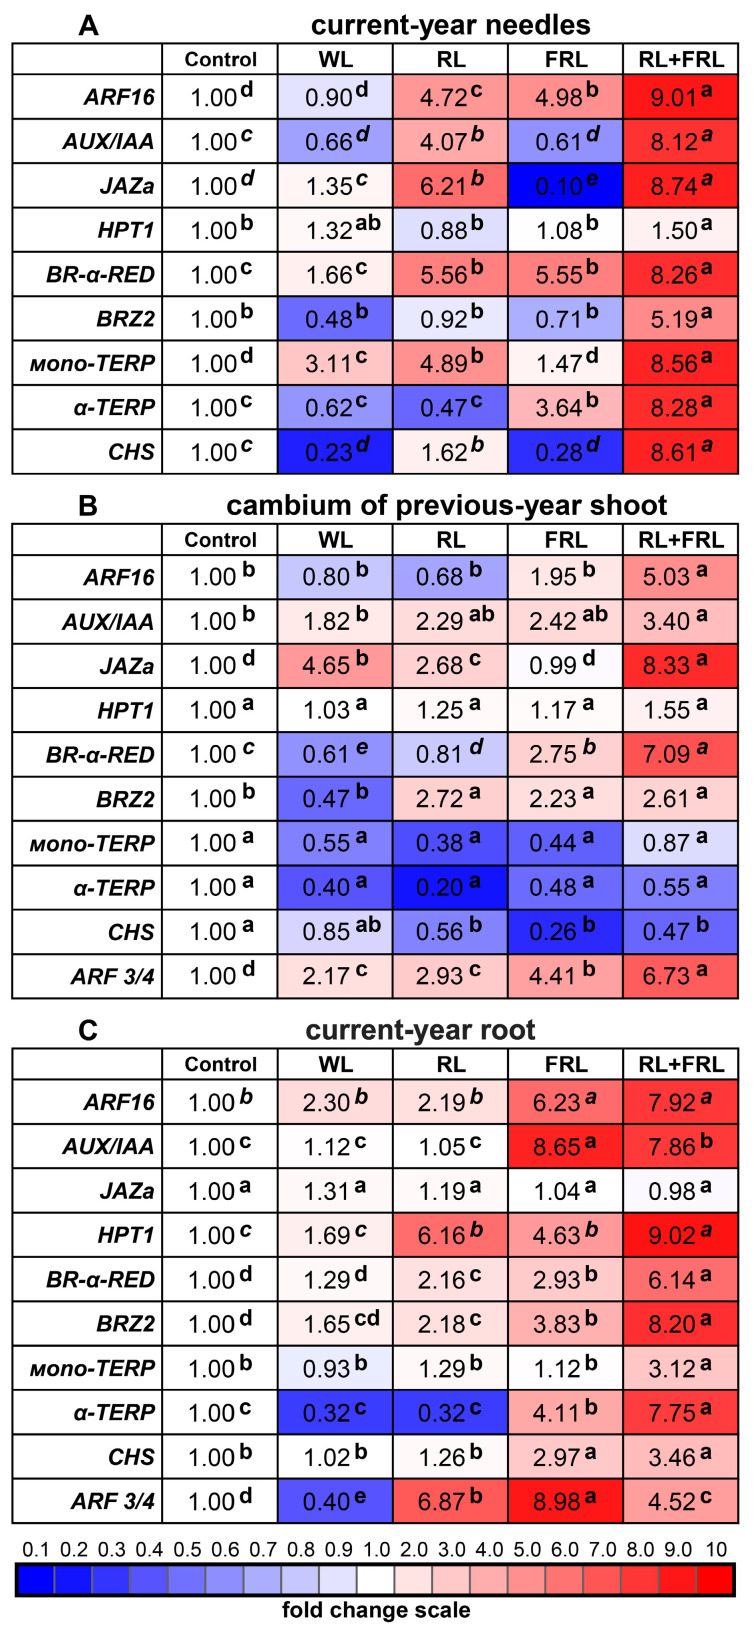 A current-year needles
Control WL RL FRL RL+FRL
ARF16 1.00 d 0.90 d 4.72 c 4.98 b 9.01 a
AUX/IAA 1.00 c 0.66 d 4.07 b 0.61 d 8.12 a
JAZa 1.00 d 1.35 c 6.21 b 0.10 e 8.74 a
HPT1 1.00 b 1.32 ab 0.88 b 1.08 b 1.50 a
BR-α-RED 1.00 c 1.66 c 5.56 b 5.55 b 8.26 a
BRZ2 1.00 b 0.48 b 0.92 b 0.71 b 5.19 a
мono-TERP 1.00 d 3.11 c 4.89 b 1.47 d 8.56 a
α-TERP 1.00 c 0.62 c 0.47 c 3.64 b 8.28 a
CHS 1.00 c 0.23 d 1.62 b 0.28 d 8.61 a
B cambium of previous-year shoot
Control WL RL FRL RL+FRL
ARF16 1.00 b 0.80 b 0.68 b 1.95 b 5.03 a
AUX/IAA 1.00 b 1.82 b 2.29 ab 2.42 ab 3.40 a
JAZa 1.00 d 4.65 b 2.68 c 0.99 d 8.33 a
HPT1 1.00 a 1.03 a 1.25 a 1.17 a 1.55 a
BR-α-RED 1.00 c 0.61 e 0.81 d 2.75 b 7.09 a
BRZ2 1.00 b 0.47 b 2.72 a 2.23 a 2.61 a
мono-TERP 1.00 a 0.55 a 0.38 a 0.44 a 0.87 a
α-TERP 1.00 a 0.40 a 0.20 a 0.48 a 0.55 a
CHS 1.00 a 0.85 ab 0.56 b 0.26 b 0.47 b
ARF 3/4 1.00 d 2.17 c 2.93 c 4.41 b 6.73 a
C current-year root
Control WL RL FRL RL+FRL
ARF16 1.00 b 2.30 b 2.19 b 6.23 a 7.92 a
AUX/IAA 1.00 c 1.12 c 1.05 c 8.65 a 7.86 b
JAZa 1.00 a 1.31 a 1.19 a 1.04 a 0.98 a
HPT1 1.00 c 1.69 c 6.16 b 4.63 b 9.02 a
BR-α-RED 1.00 d 1.29 d 2.16 c 2.93 b 6.14 a
BRZ2 1.00 d 1.65 cd 2.18 c 3.83 b 8.20 a
мono-TERP 1.00 b 0.93 b 1.29 b 1.12 b 3.12 a
α-TERP 1.00 c 0.32 c 0.32 c 4.11 b 7.75 a
CHS 1.00 b 1.02 b 1.26 b 2.97 a 3.46 a
ARF 3/4 1.00 d 0.40 e 6.87 b 8.98 a 4.52 c
0.1 0.2 0.3 0.4 0.5 0.6 0.7 0.8 0.9 1.0 2.0 3.0 4.0 5.0 6.0 7.0 8.0 9.0 10
fold change scale